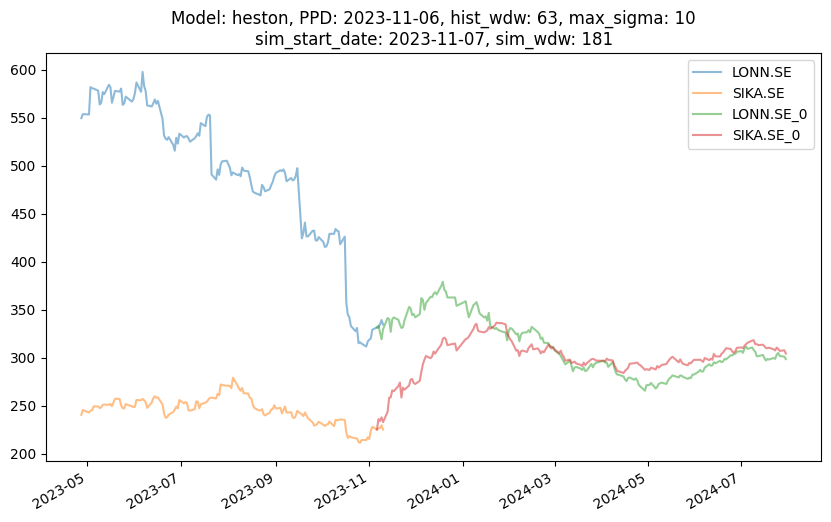 Model: heston, PPD: 2023-11-06, hist_wdw: 63, max_sigma: 10
sim_start_date: 2023-11-07, sim_wdw: 181
LONN.SE
SIKA.SE
LONN.SE_0
SIKA.SE_0
600
550
500
450
400
350
300
250
200
2023-05
2023-07
2023-09
2023-11
2024-01
2024-03
2024-05
2024-07